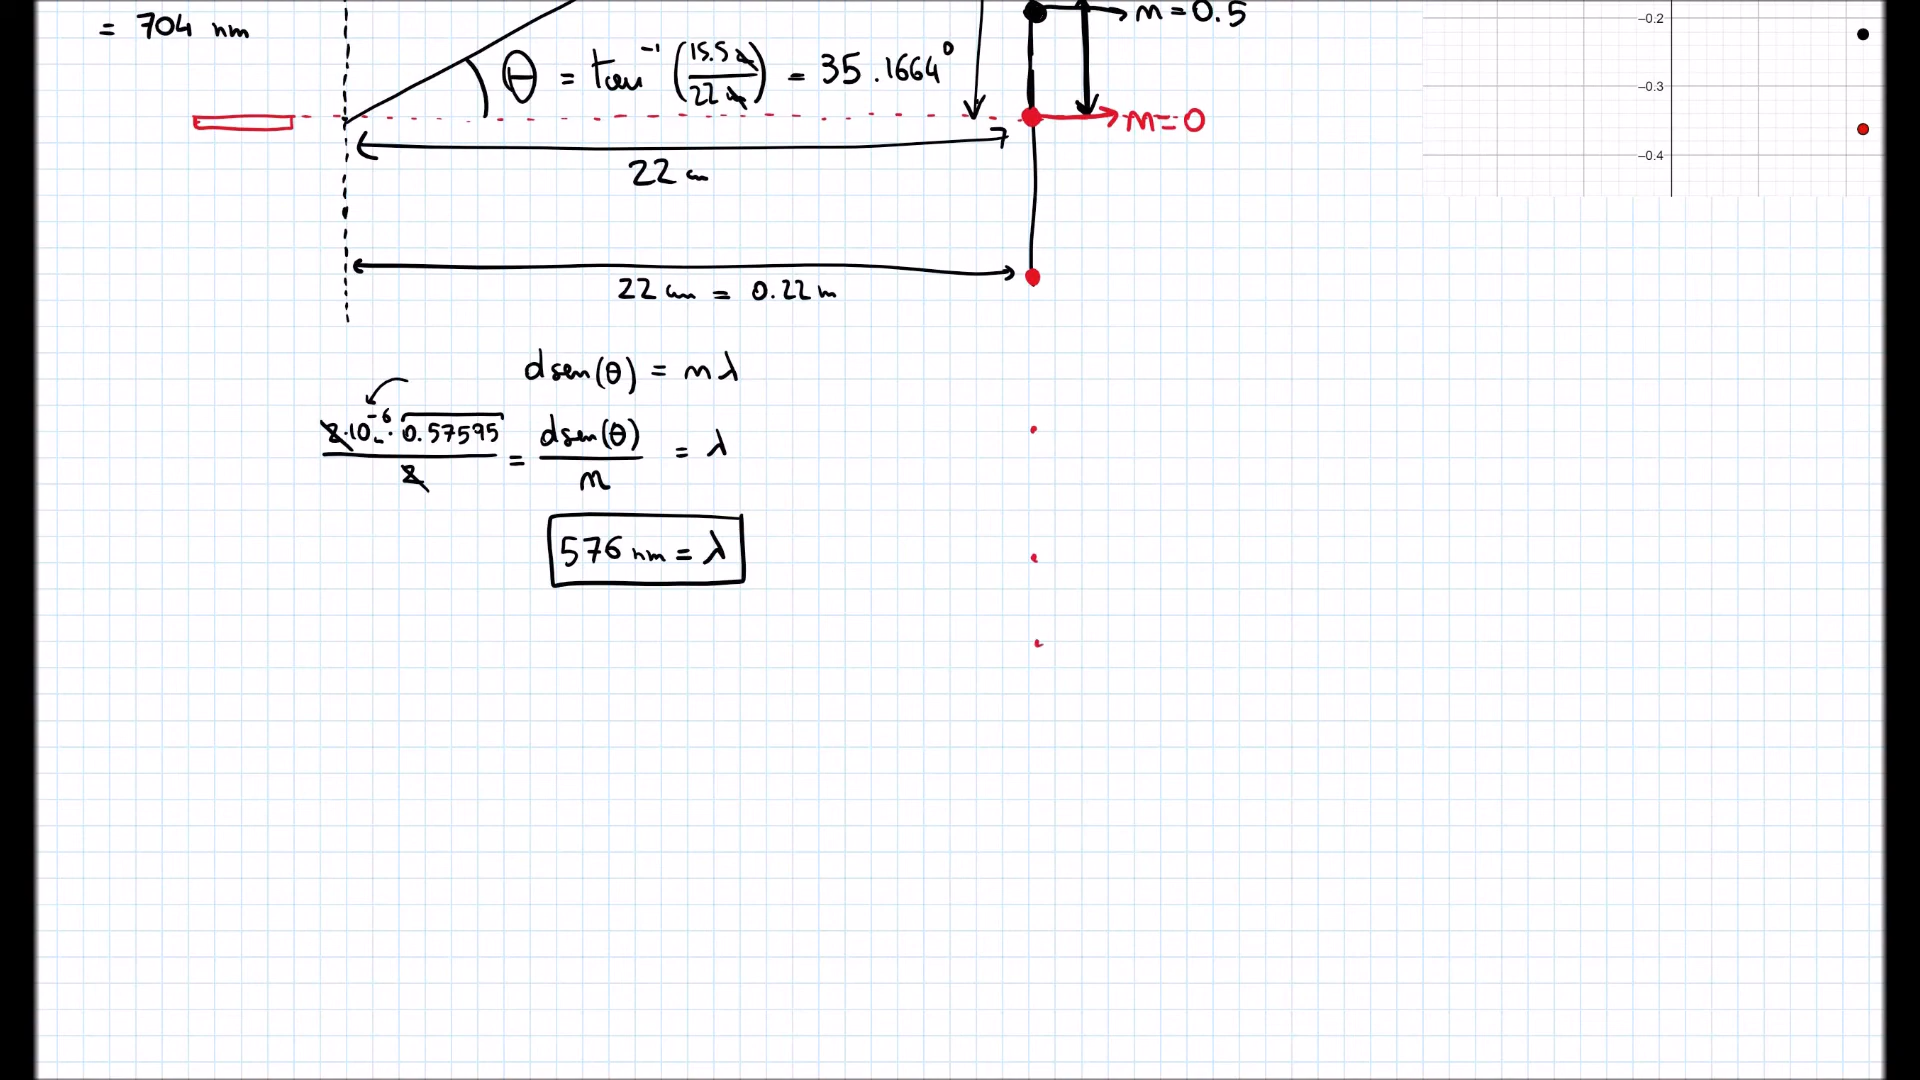 = 704 nm
m = 0.5
θ = tan⁻¹ (15.5 cm / 22 cm) = 35.1664°
m=0
22 cm
22 cm = 0.22 m
d sen(θ) = mλ
2·10⁻⁶·0.57595 / 2 = d sen(θ) / m = λ
576 nm = λ
-0.2
-0.3
-0.4